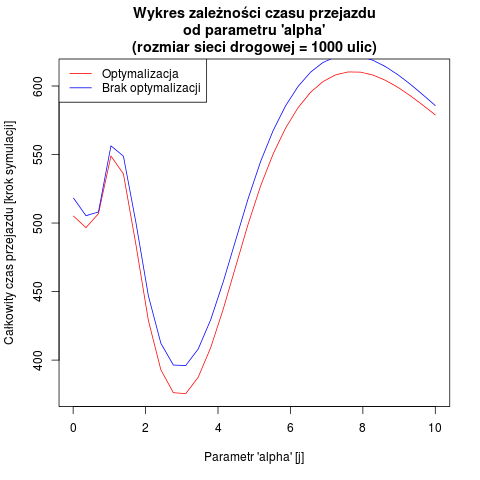 Wykres zależności czasu przejazdu
od parametru 'alpha'
(rozmiar sieci drogowej = 1000 ulic)
Optymalizacja
Brak optymalizacji
Całkowity czas przejazdu [krok symulacji]
600
550
500
450
400
0 2 4 6 8 10
Parametr 'alpha' [j]